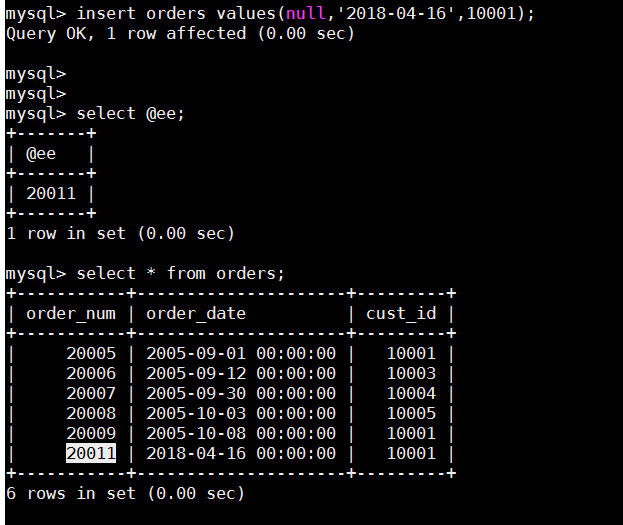 mysql> insert orders values(null,'2018-04-16',10001);
Query OK, 1 row affected (0.00 sec)
mysql>
mysql>
mysql> select @ee;
+-------+
| @ee   |
+-------+
| 20011 |
+-------+
1 row in set (0.00 sec)
mysql> select * from orders;
+-----------+---------------------+---------+
| order_num | order_date          | cust_id |
+-----------+---------------------+---------+
|     20005 | 2005-09-01 00:00:00 |   10001 |
|     20006 | 2005-09-12 00:00:00 |   10003 |
|     20007 | 2005-09-30 00:00:00 |   10004 |
|     20008 | 2005-10-03 00:00:00 |   10005 |
|     20009 | 2005-10-08 00:00:00 |   10001 |
|     20011 | 2018-04-16 00:00:00 |   10001 |
+-----------+---------------------+---------+
6 rows in set (0.00 sec)